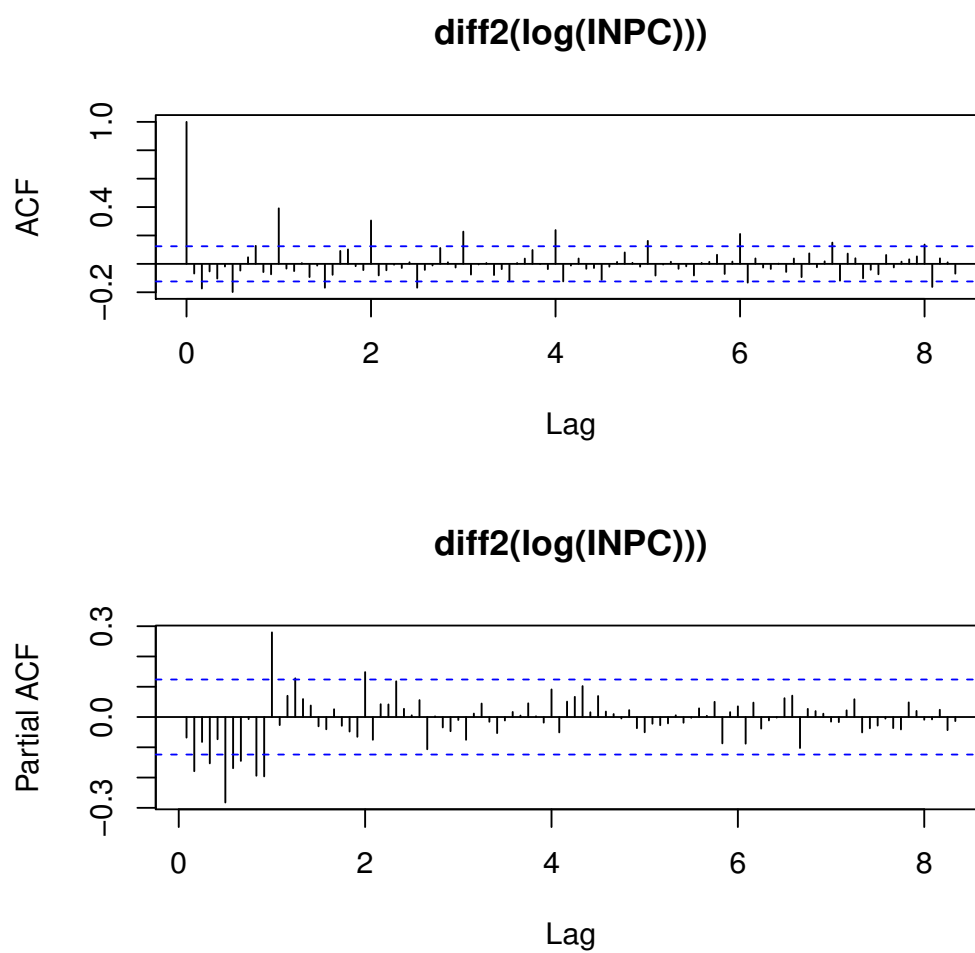 diff2(log(INPC)))
ACF
1.0
0.4
−0.2
0 2 4 6 8
Lag
diff2(log(INPC)))
Partial ACF
0.3
0.0
−0.3
0 2 4 6 8
Lag